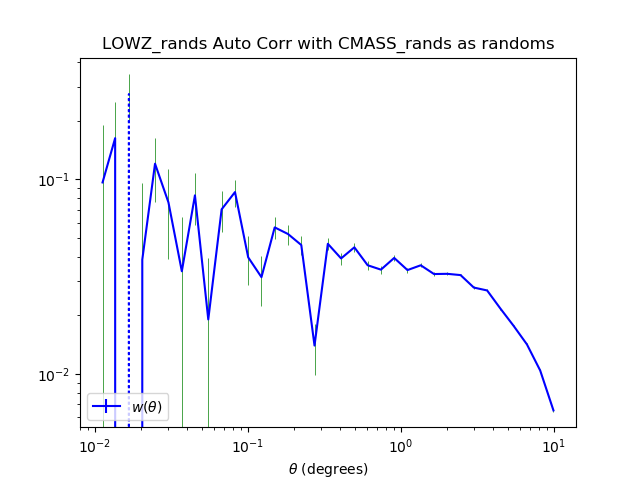 LOWZ_rands Auto Corr with CMASS_rands as randoms
10⁻¹
10⁻²
w(θ)
10⁻² 10⁻¹ 10⁰ 10¹
θ (degrees)